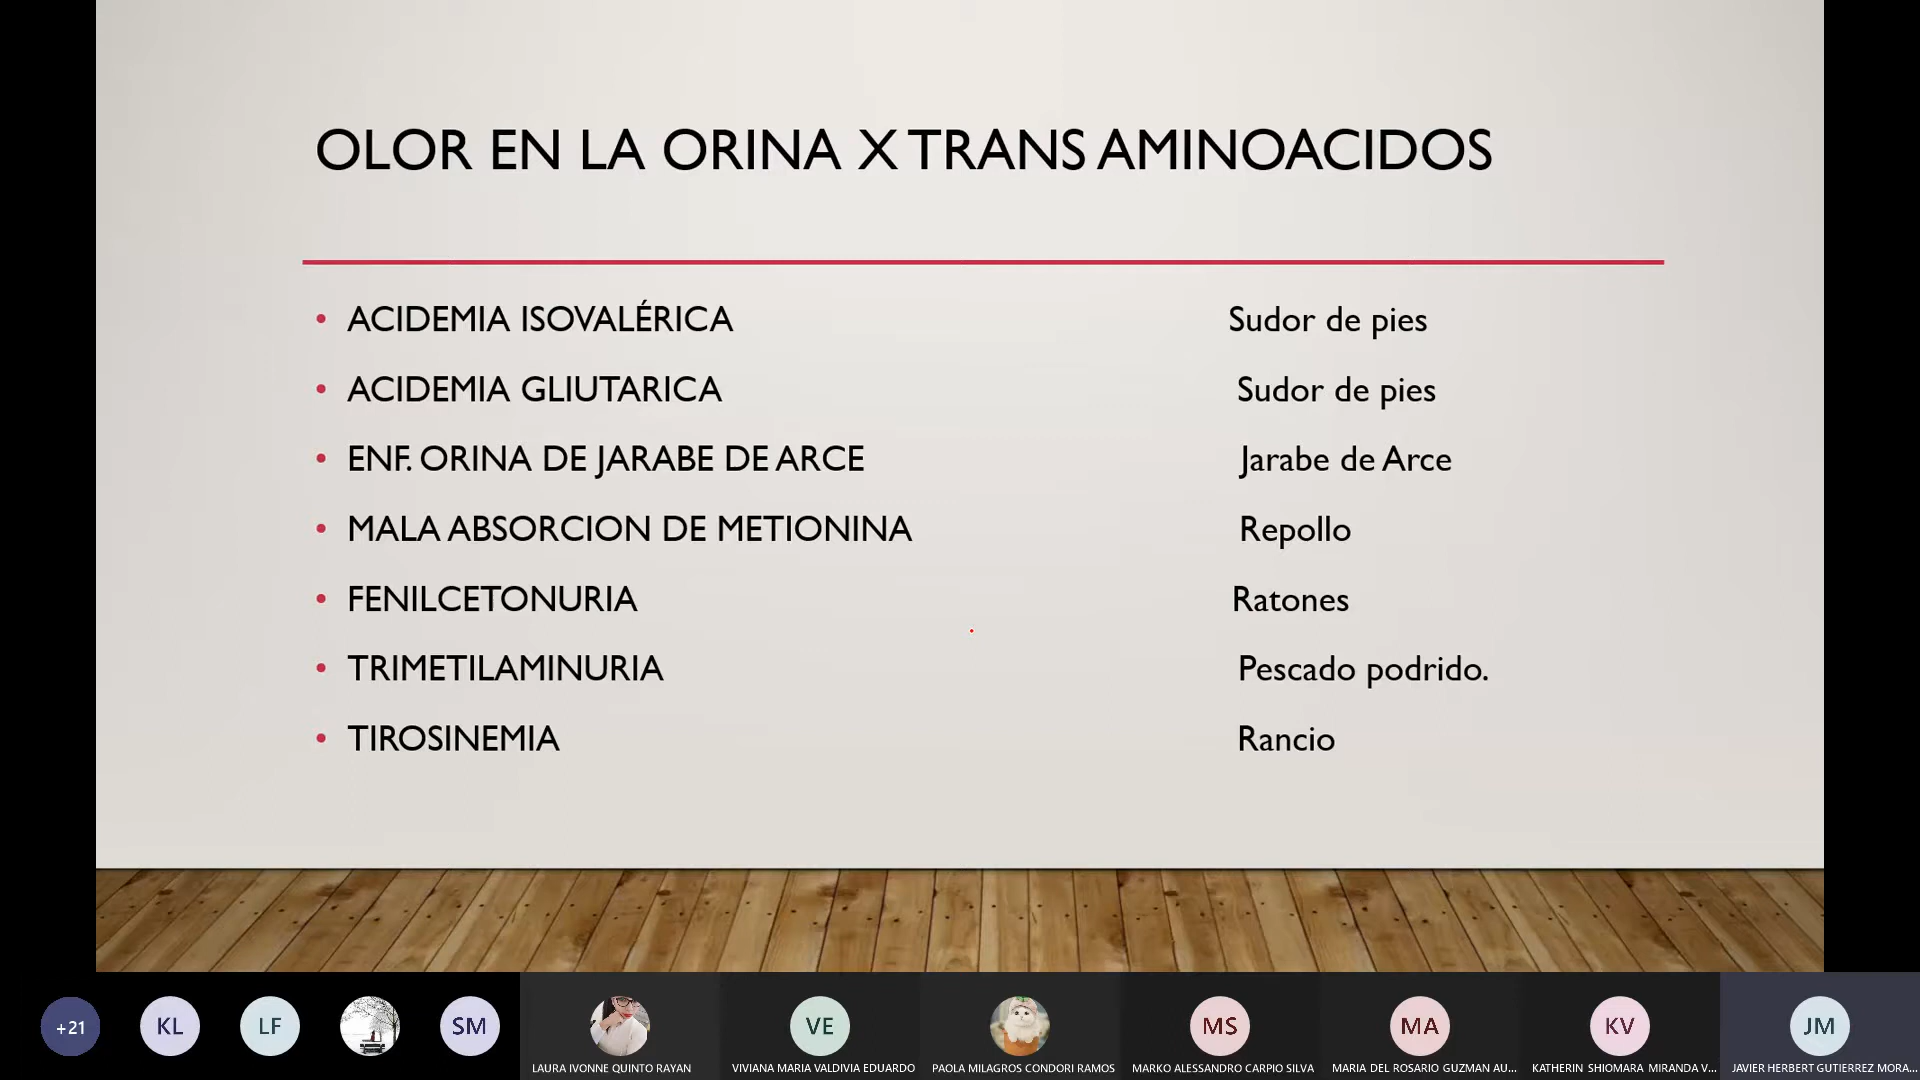 OLOR EN LA ORINA X TRANS AMINOACIDOS
• ACIDEMIA ISOVALÉRICA Sudor de pies
• ACIDEMIA GLIUTARICA Sudor de pies
• ENF. ORINA DE JARABE DE ARCE Jarabe de Arce
• MALA ABSORCION DE METIONINA Repollo
• FENILCETONURIA Ratones
• TRIMETILAMINURIA Pescado podrido.
• TIROSINEMIA Rancio
+21 KL LF SM VE MS MA KV JM
LAURA IVONNE QUINTO RAYAN VIVIANA MARIA VALDIVIA EDUARDO PAOLA MILAGROS CONDORI RAMOS MARKO ALESSANDRO CARPIO SILVA MARIA DEL ROSARIO GUZMAN AU... KATHERIN SHIOMARA MIRANDA V... JAVIER HERBERT GUTIERREZ MORA...